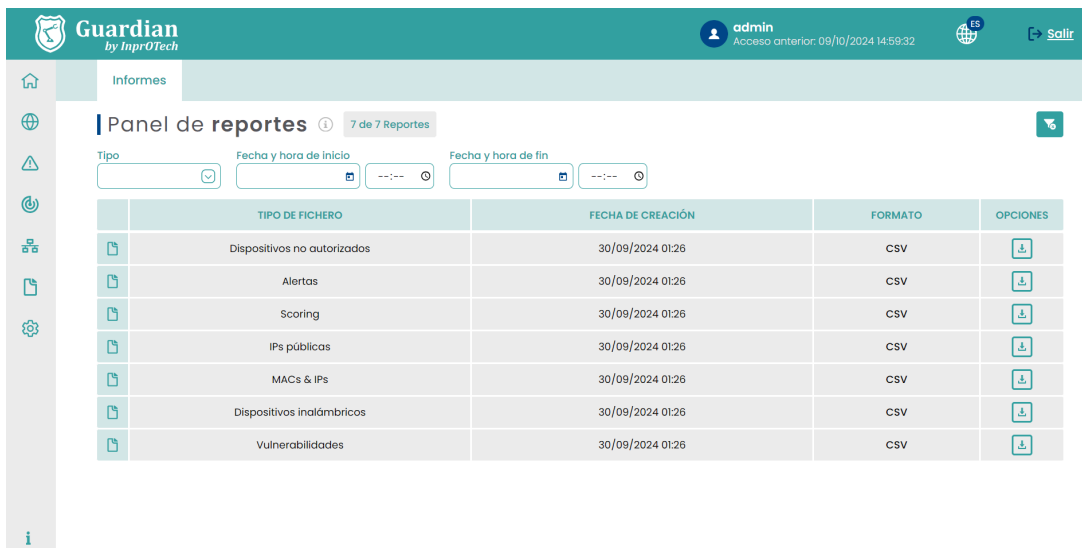 Guardian
by InprOTech
admin
Acceso anterior: 09/10/2024 14:59:32
ES
Salir
Informes
Panel de reportes
7 de 7 Reportes
Tipo
Fecha y hora de inicio
Fecha y hora de fin
--:--
--:--
TIPO DE FICHERO FECHA DE CREACIÓN FORMATO OPCIONES
Dispositivos no autorizados 30/09/2024 01:26 CSV
Alertas 30/09/2024 01:26 CSV
Scoring 30/09/2024 01:26 CSV
IPs públicas 30/09/2024 01:26 CSV
MACs & IPs 30/09/2024 01:26 CSV
Dispositivos inalámbricos 30/09/2024 01:26 CSV
Vulnerabilidades 30/09/2024 01:26 CSV